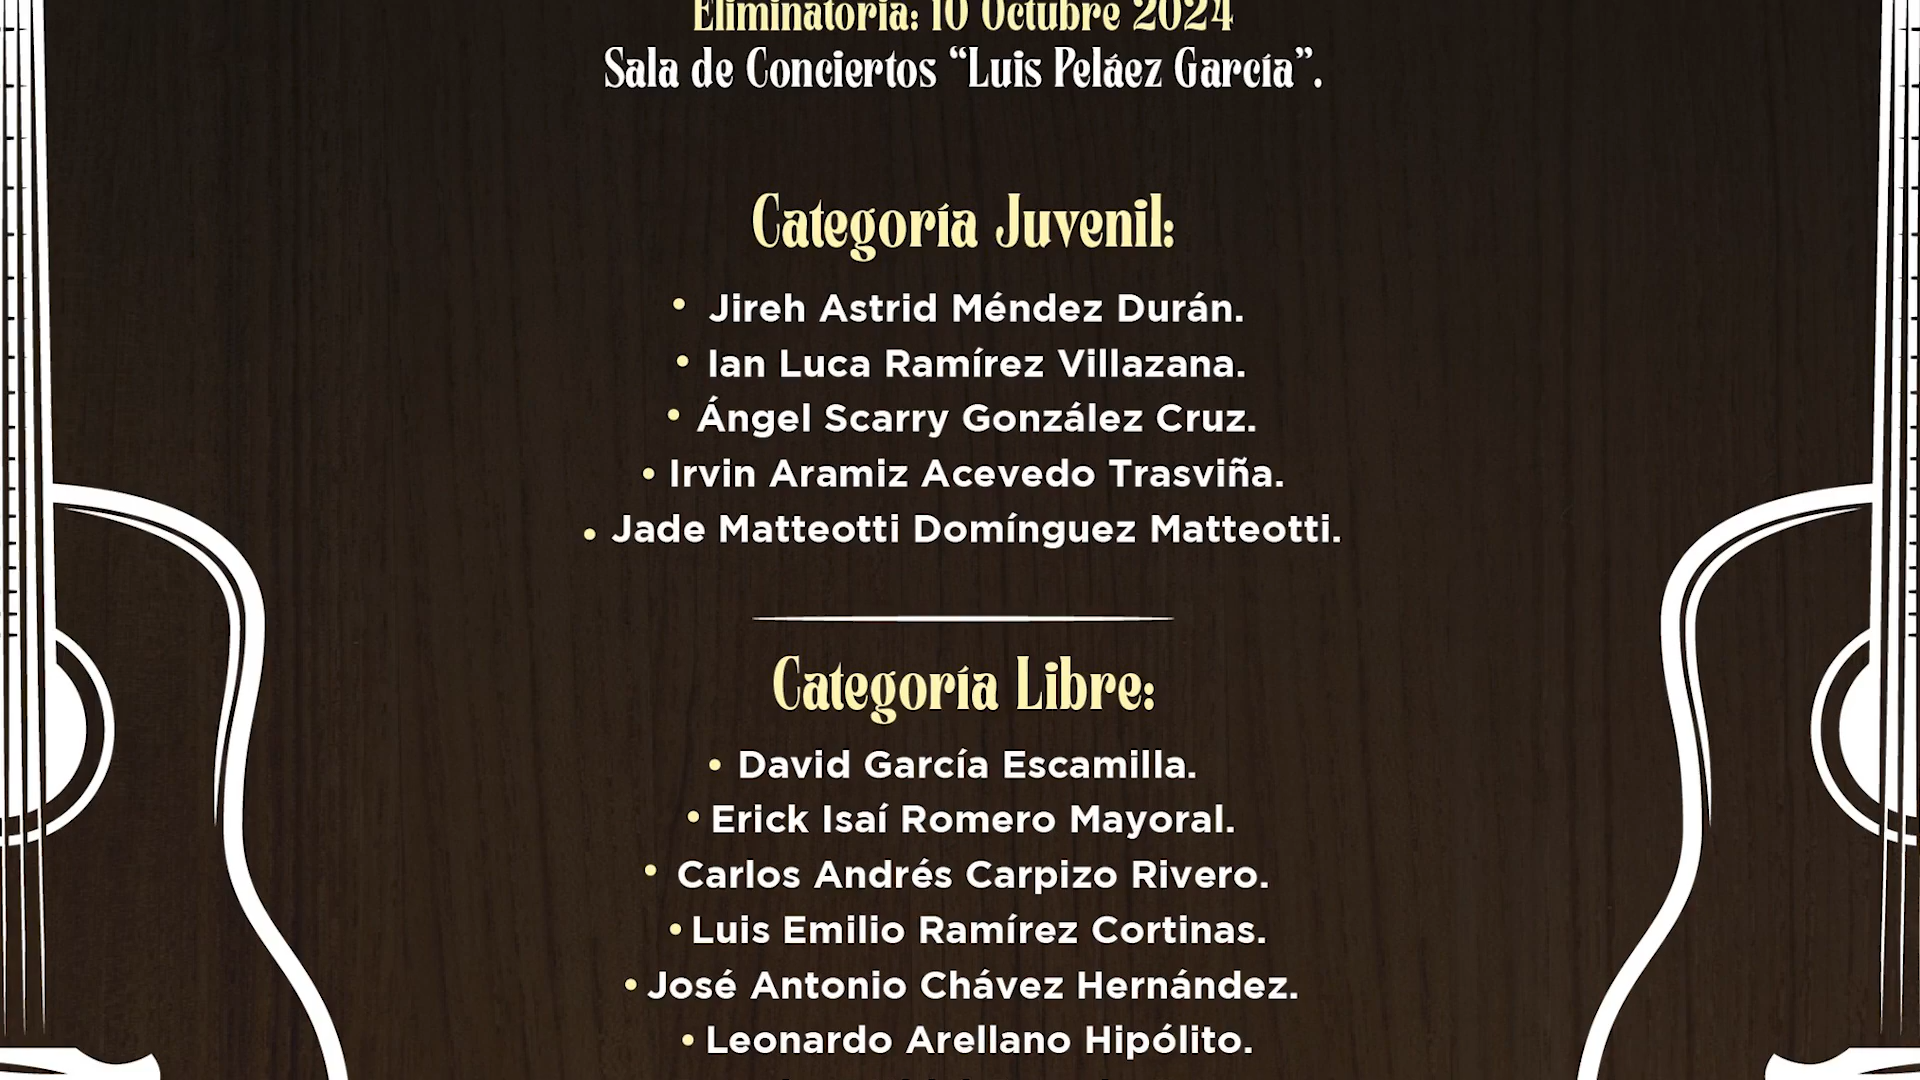 Eliminatoria: 10 Octubre 2024
Sala de Conciertos “Luis Peláez García”.
Categoría Juvenil:
• Jireh Astrid Méndez Durán.
• Ian Luca Ramírez Villazana.
• Ángel Scarry González Cruz.
• Irvin Aramiz Acevedo Trasviña.
• Jade Matteotti Domínguez Matteotti.
Categoría Libre:
• David García Escamilla.
• Erick Isaí Romero Mayoral.
• Carlos Andrés Carpizo Rivero.
• Luis Emilio Ramírez Cortinas.
• José Antonio Chávez Hernández.
• Leonardo Arellano Hipólito.